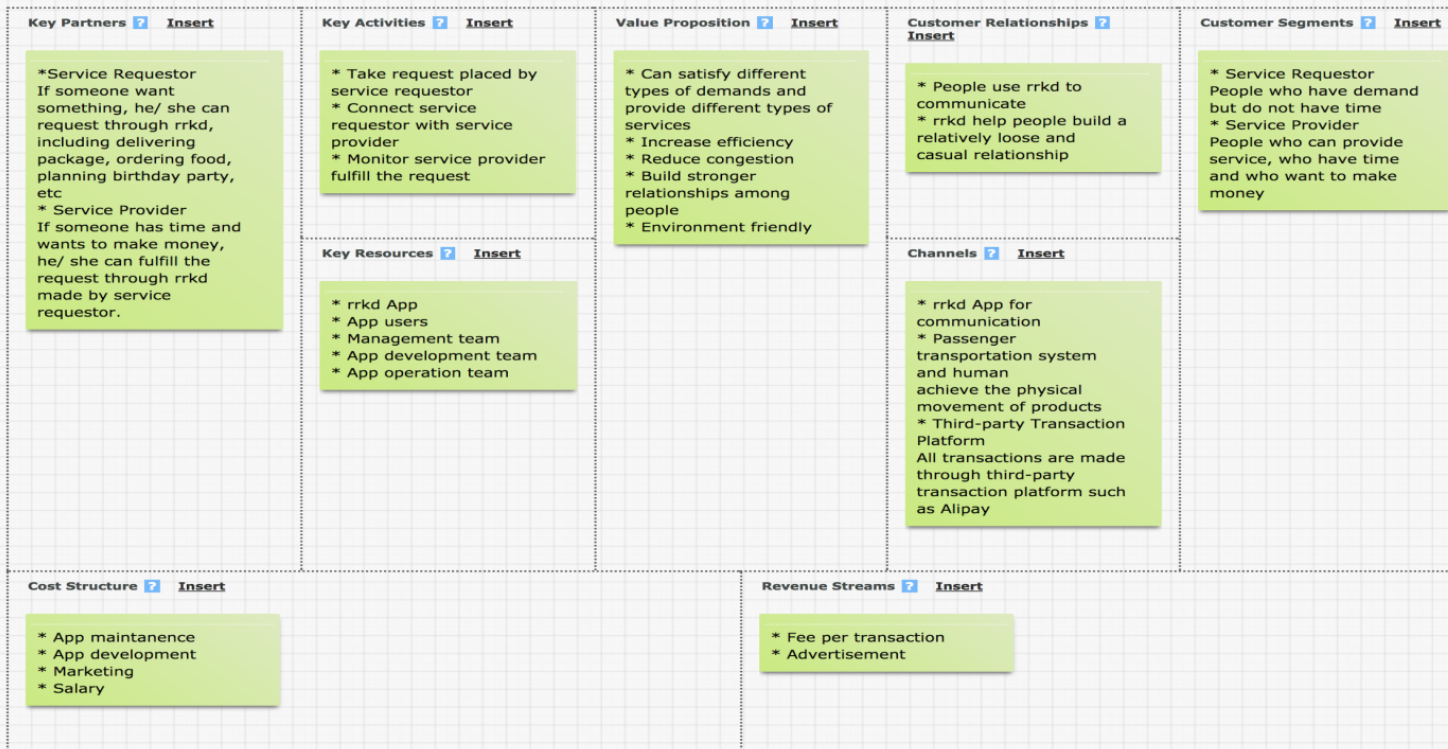 Key Partners ? Insert
*Service Requestor
If someone want
something, he/ she can
request through rrkd,
including delivering
package, ordering food,
planning birthday party,
etc
* Service Provider
If someone has time and
wants to make money,
he/ she can fulfill the
request through rrkd
made by service
requestor.
Key Activities ? Insert
* Take request placed by
service requestor
* Connect service
requestor with service
provider
* Monitor service provider
fulfill the request
Key Resources ? Insert
* rrkd App
* App users
* Management team
* App development team
* App operation team
Value Proposition ? Insert
* Can satisfy different
types of demands and
provide different types of
services
* Increase efficiency
* Reduce congestion
* Build stronger
relationships among
people
* Environment friendly
Customer Relationships ?
Insert
* People use rrkd to
communicate
* rrkd help people build a
relatively loose and
casual relationship
Channels ? Insert
* rrkd App for
communication
* Passenger
transportation system
and human
achieve the physical
movement of products
* Third-party Transaction
Platform
All transactions are made
through third-party
transaction platform such
as Alipay
Customer Segments ? Insert
* Service Requestor
People who have demand
but do not have time
* Service Provider
People who can provide
service, who have time
and who want to make
money
Cost Structure ? Insert
* App maintanence
* App development
* Marketing
* Salary
Revenue Streams ? Insert
* Fee per transaction
* Advertisement